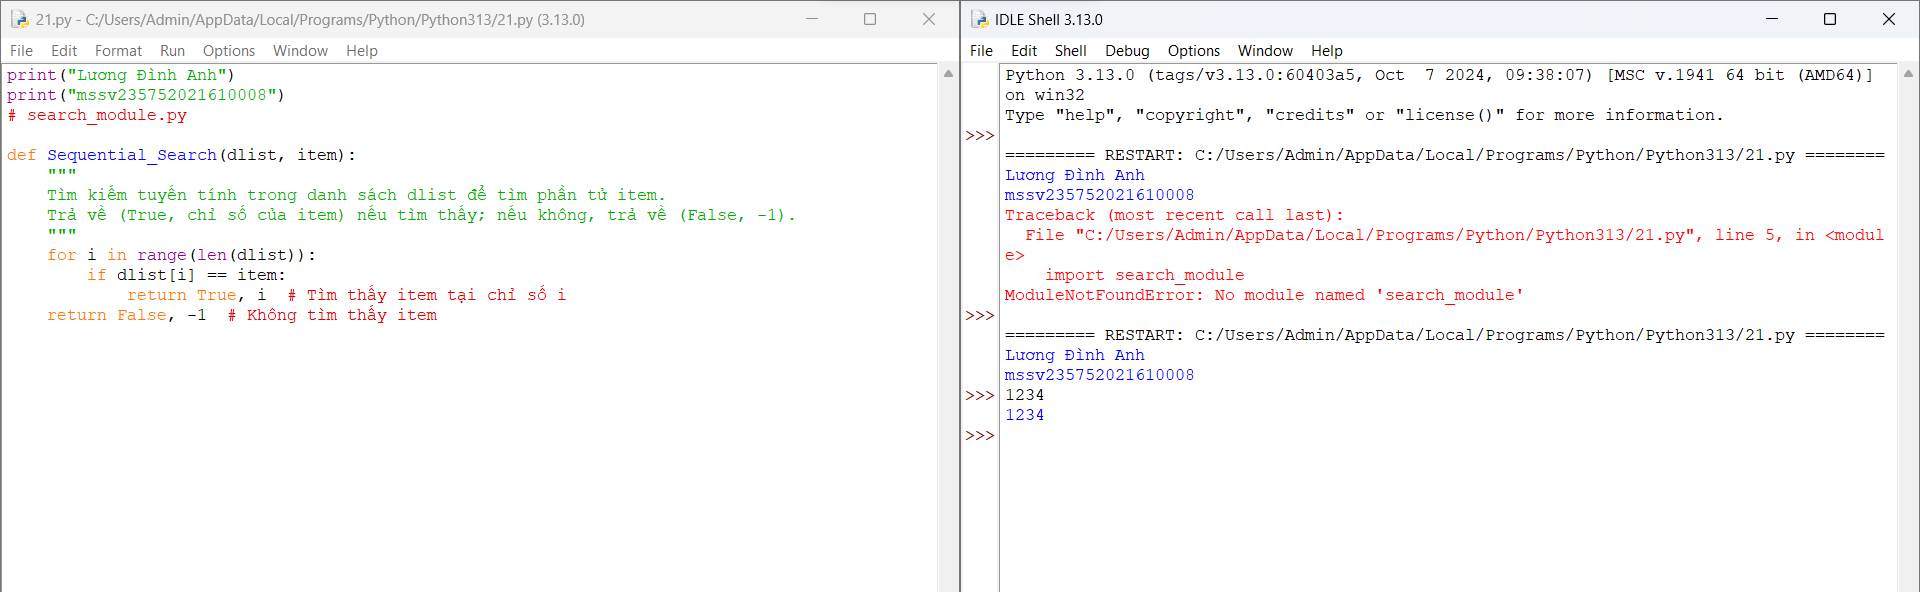 21.py - C:/Users/Admin/AppData/Local/Programs/Python/Python313/21.py (3.13.0)
File Edit Format Run Options Window Help
print("Lương Đình Anh")
print("mssv235752021610008")
# search_module.py
def Sequential_Search(dlist, item):
"""
Tìm kiếm tuyến tính trong danh sách dlist để tìm phần tử item.
Trả về (True, chỉ số của item) nếu tìm thấy; nếu không, trả về (False, -1).
"""
for i in range(len(dlist)):
if dlist[i] == item:
return True, i  # Tìm thấy item tại chỉ số i
return False, -1  # Không tìm thấy item
IDLE Shell 3.13.0
File Edit Shell Debug Options Window Help
Python 3.13.0 (tags/v3.13.0:60403a5, Oct  7 2024, 09:38:07) [MSC v.1941 64 bit (AMD64)]
on win32
Type "help", "copyright", "credits" or "license()" for more information.
>>>
========= RESTART: C:/Users/Admin/AppData/Local/Programs/Python/Python313/21.py ========
Lương Đình Anh
mssv235752021610008
Traceback (most recent call last):
File "C:/Users/Admin/AppData/Local/Programs/Python/Python313/21.py", line 5, in <modul
e>
import search_module
ModuleNotFoundError: No module named 'search_module'
>>>
========= RESTART: C:/Users/Admin/AppData/Local/Programs/Python/Python313/21.py ========
Lương Đình Anh
mssv235752021610008
>>> 1234
1234
>>>